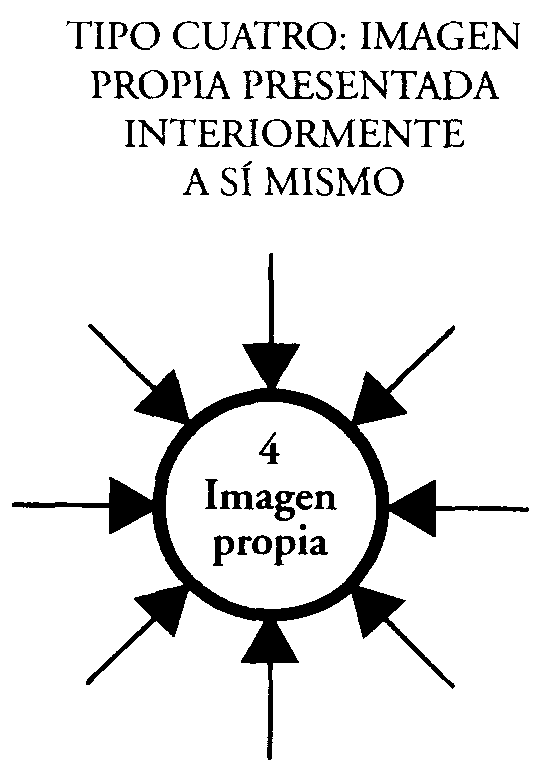 TIPO CUATRO: IMAGEN
PROPIA PRESENTADA
INTERIORMENTE
A SÍ MISMO
4
Imagen
propia